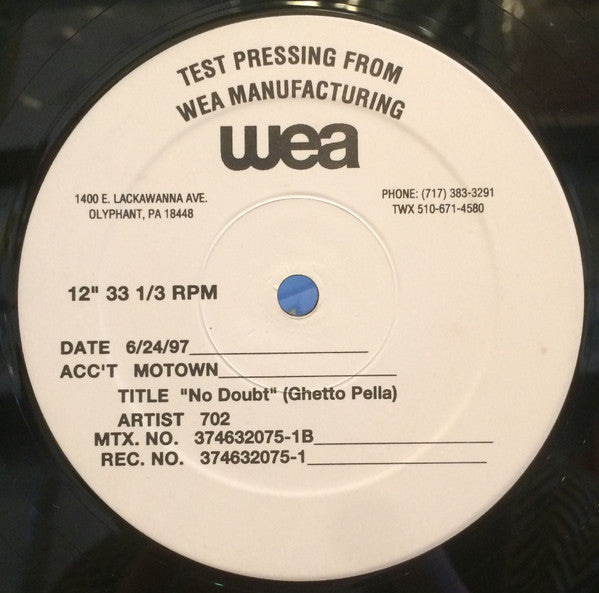 TEST PRESSING FROM
WEA MANUFACTURING
wea
1400 E. LACKAWANNA AVE.
OLYPHANT, PA 18448
PHONE: (717) 383-3291
TWX 510-671-4580
12" 33 1/3 RPM
DATE 6/24/97
ACC'T MOTOWN
TITLE "No Doubt" (Ghetto Pella)
ARTIST 702
MTX. NO. 374632075-1B
REC. NO. 374632075-1